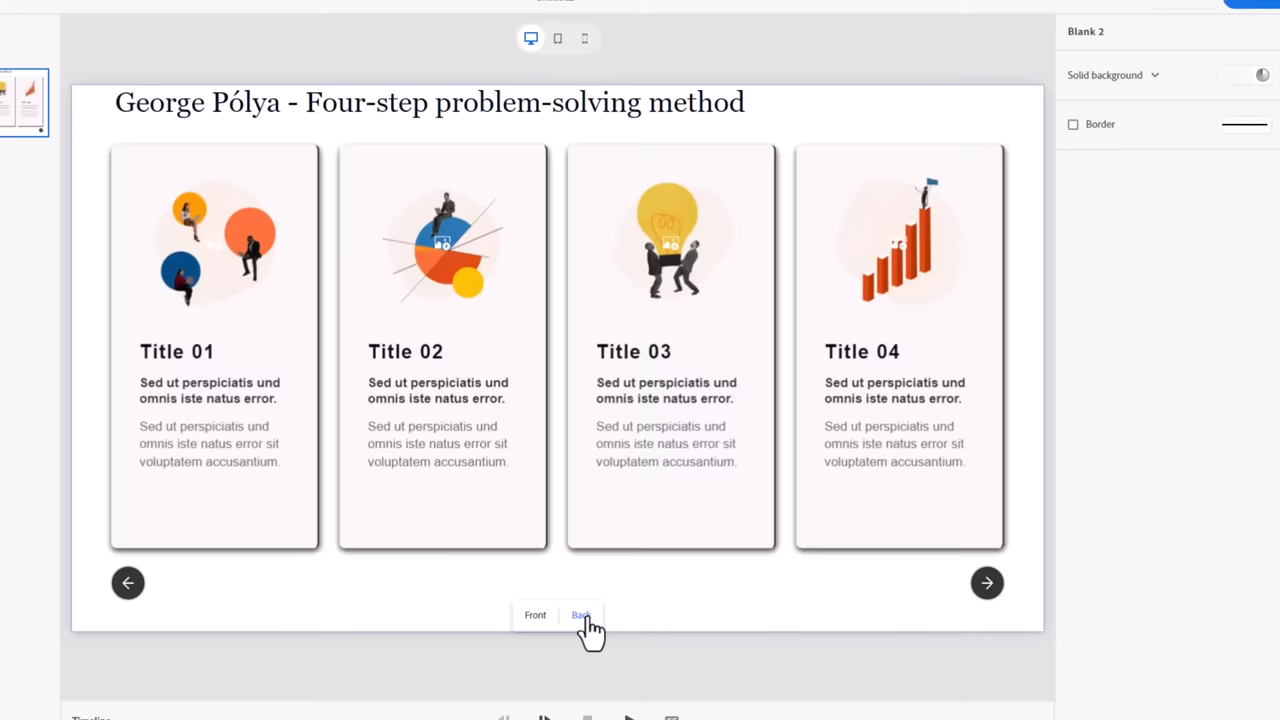 Blank 2
Solid background
Border
George Pólya - Four-step problem-solving method
Title 01
Sed ut perspiciatis und
omnis iste natus error.
Sed ut perspiciatis und
omnis iste natus error sit
voluptatem accusantium.
Title 02
Sed ut perspiciatis und
omnis iste natus error.
Sed ut perspiciatis und
omnis iste natus error sit
voluptatem accusantium.
Title 03
Sed ut perspiciatis und
omnis iste natus error.
Sed ut perspiciatis und
omnis iste natus error sit
voluptatem accusantium.
Title 04
Sed ut perspiciatis und
omnis iste natus error.
Sed ut perspiciatis und
omnis iste natus error sit
voluptatem accusantium.
Front
Back
Timeline